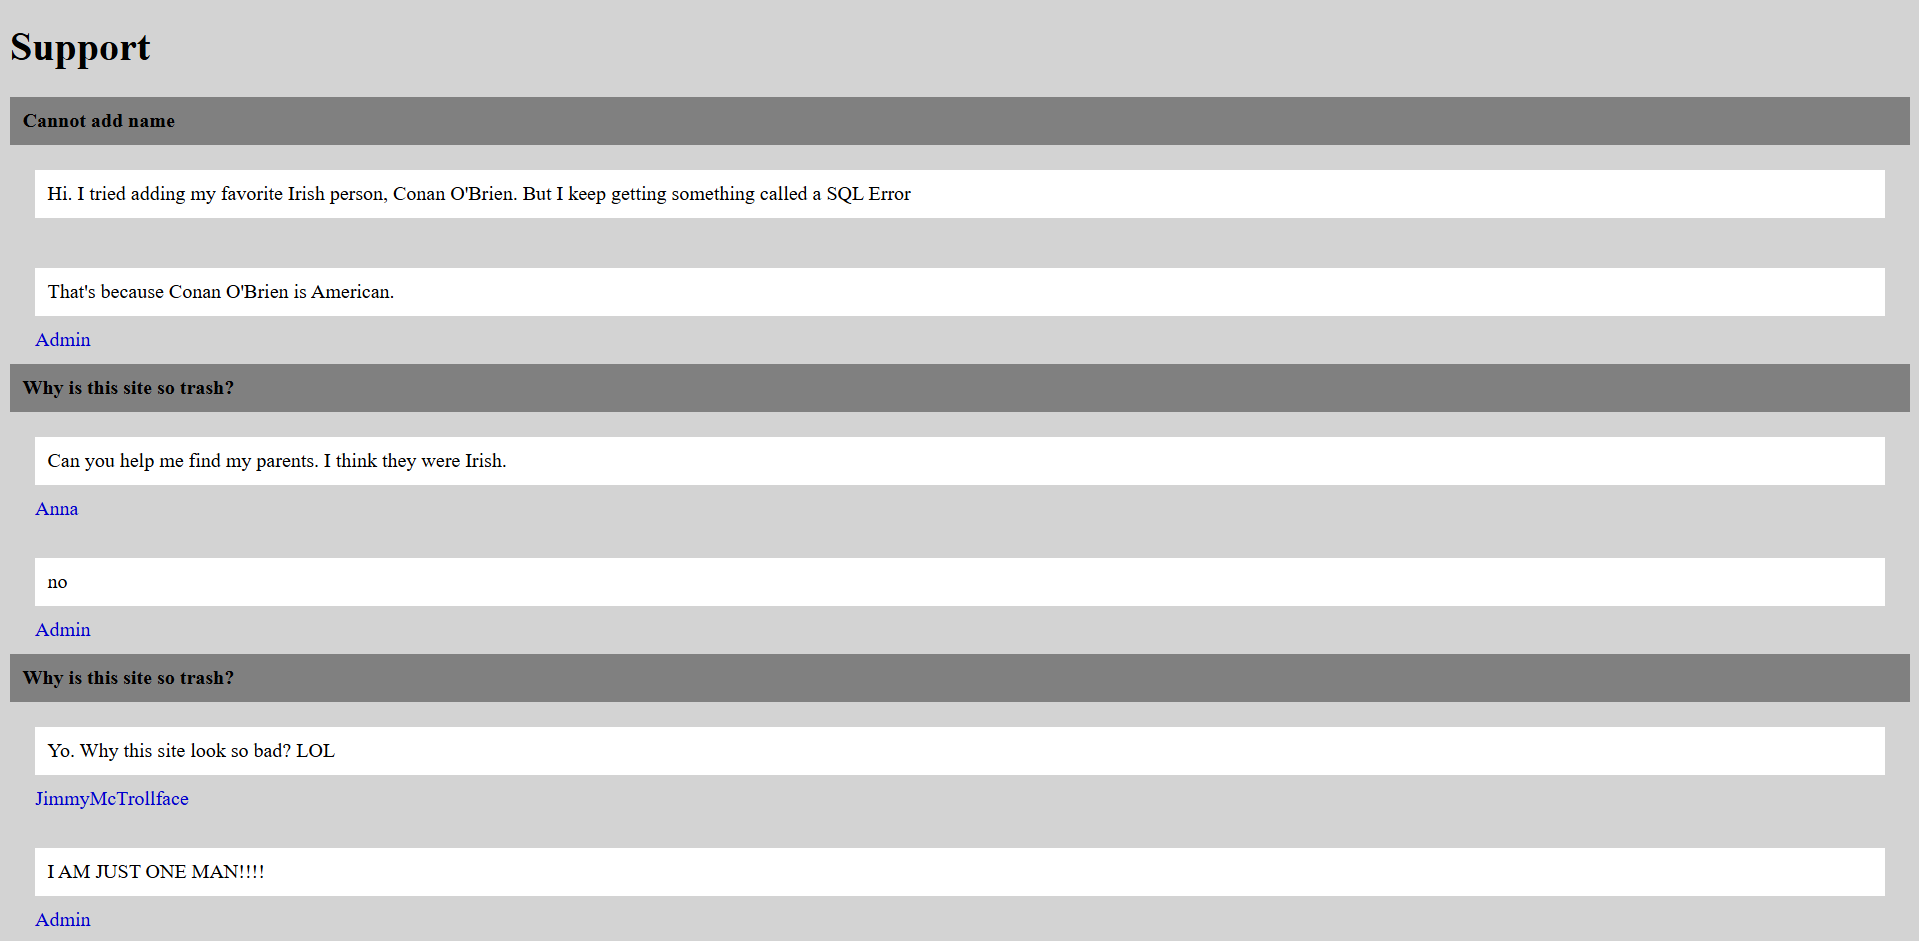 Support
Cannot add name
Hi. I tried adding my favorite Irish person, Conan O'Brien. But I keep getting something called a SQL Error
That's because Conan O'Brien is American.
Admin
Why is this site so trash?
Can you help me find my parents. I think they were Irish.
Anna
no
Admin
Why is this site so trash?
Yo. Why this site look so bad? LOL
JimmyMcTrollface
I AM JUST ONE MAN!!!!
Admin